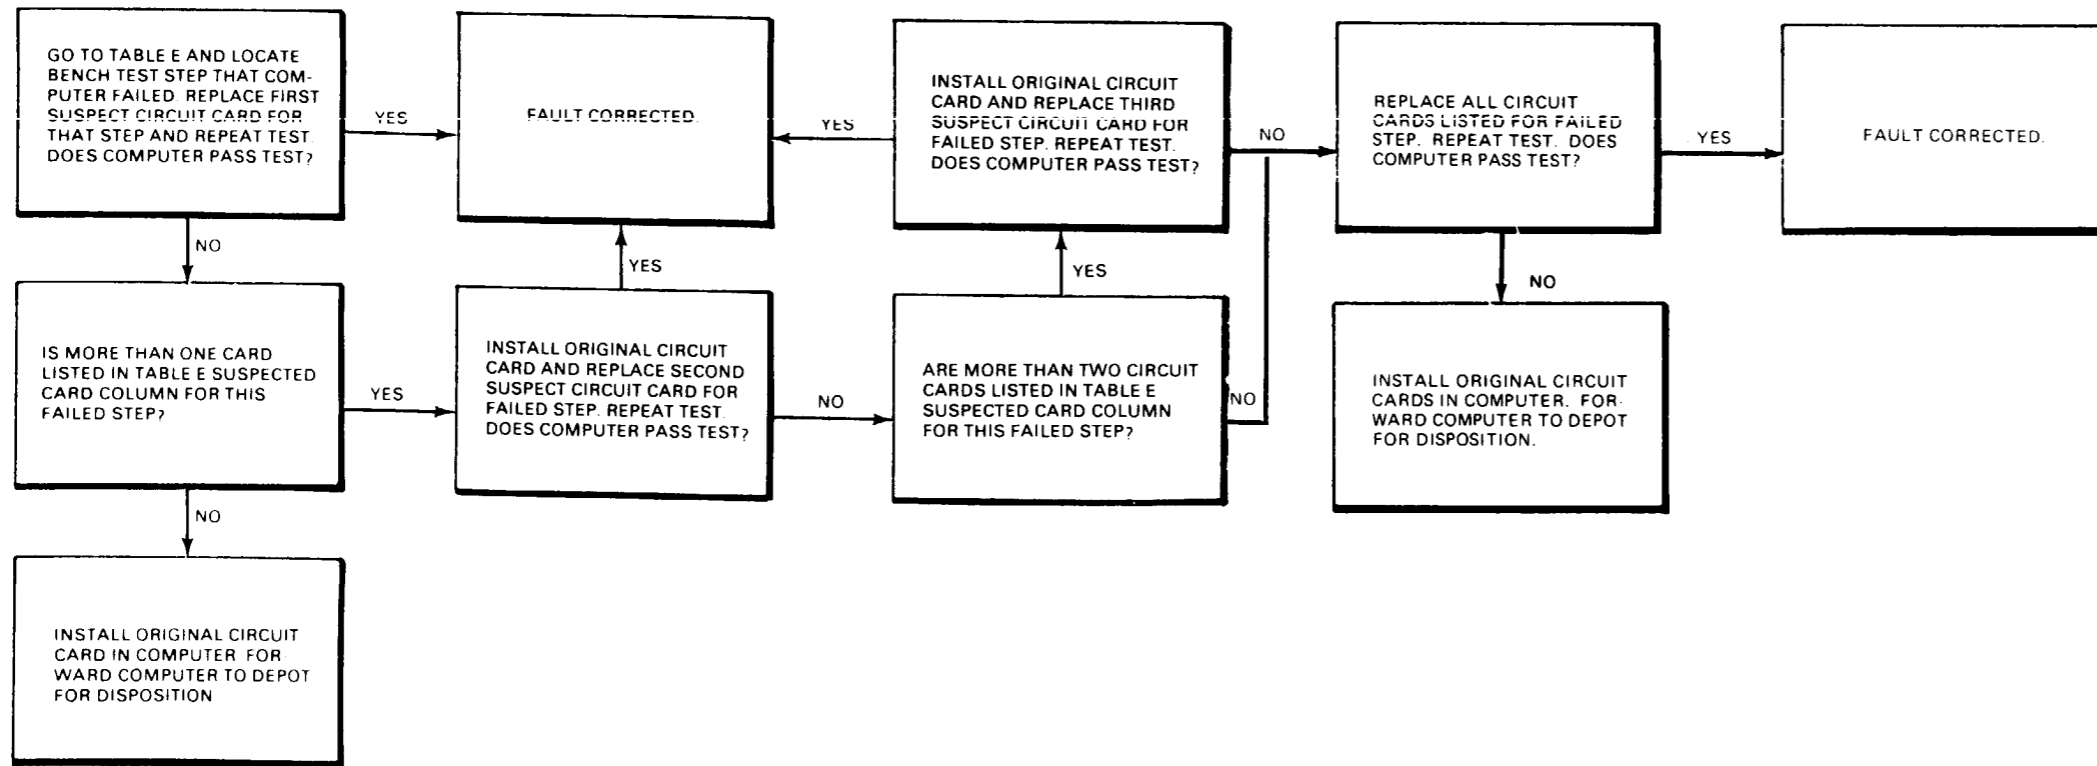 GO TO TABLE E AND LOCATE
BENCH TEST STEP THAT COM-
PUTER FAILED. REPLACE FIRST
SUSPECT CIRCUIT CARD FOR
THAT STEP AND REPEAT TEST.
DOES COMPUTER PASS TEST?
YES
FAULT CORRECTED.
YES
INSTALL ORIGINAL CIRCUIT
CARD AND REPLACE THIRD
SUSPECT CIRCUIT CARD FOR
FAILED STEP. REPEAT TEST.
DOES COMPUTER PASS TEST?
NO
REPLACE ALL CIRCUIT
CARDS LISTED FOR FAILED
STEP. REPEAT TEST. DOES
COMPUTER PASS TEST?
YES
FAULT CORRECTED.
NO
YES
YES
NO
IS MORE THAN ONE CARD
LISTED IN TABLE E SUSPECTED
CARD COLUMN FOR THIS
FAILED STEP?
YES
INSTALL ORIGINAL CIRCUIT
CARD AND REPLACE SECOND
SUSPECT CIRCUIT CARD FOR
FAILED STEP. REPEAT TEST.
DOES COMPUTER PASS TEST?
NO
ARE MORE THAN TWO CIRCUIT
CARDS LISTED IN TABLE E
SUSPECTED CARD COLUMN
FOR THIS FAILED STEP?
NO
INSTALL ORIGINAL CIRCUIT
CARDS IN COMPUTER. FOR-
WARD COMPUTER TO DEPOT
FOR DISPOSITION.
NO
INSTALL ORIGINAL CIRCUIT
CARD IN COMPUTER FOR-
WARD COMPUTER TO DEPOT
FOR DISPOSITION